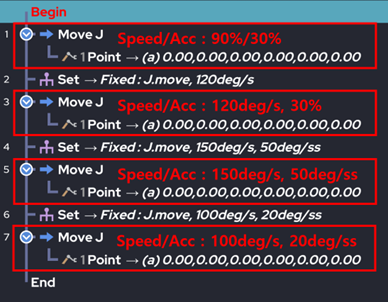 Begin
1 Move J Speed/Acc : 90%/30%
1 Point → (a) 0.00,0.00,0.00,0.00,0.00,0.00
2 Set → Fixed : J.move, 120deg/s
3 Move J Speed/Acc : 120deg/s, 30%
1 Point → (a) 0.00,0.00,0.00,0.00,0.00,0.00
4 Set → Fixed : J.move, 150deg/s, 50deg/ss
5 Move J Speed/Acc : 150deg/s, 50deg/ss
1 Point → (a) 0.00,0.00,0.00,0.00,0.00,0.00
6 Set → Fixed : J.move, 100deg/s, 20deg/ss
7 Move J Speed/Acc : 100deg/s, 20deg/ss
1 Point → (a) 0.00,0.00,0.00,0.00,0.00,0.00
End